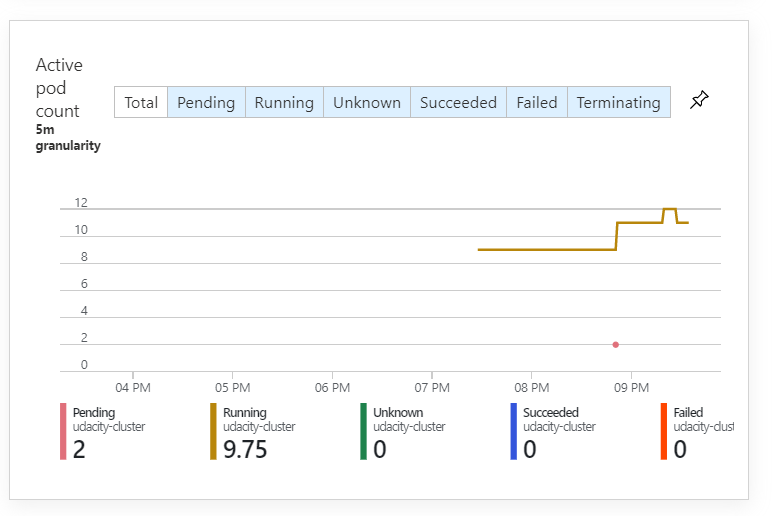 Active
pod
count
5m
granularity
Total Pending Running Unknown Succeeded Failed Terminating
12
10
8
6
4
2
0
04 PM 05 PM 06 PM 07 PM 08 PM 09 PM
Pending
udacity-cluster
2
Running
udacity-cluster
9.75
Unknown
udacity-cluster
0
Succeeded
udacity-cluster
0
Failed
udacity-clust
0